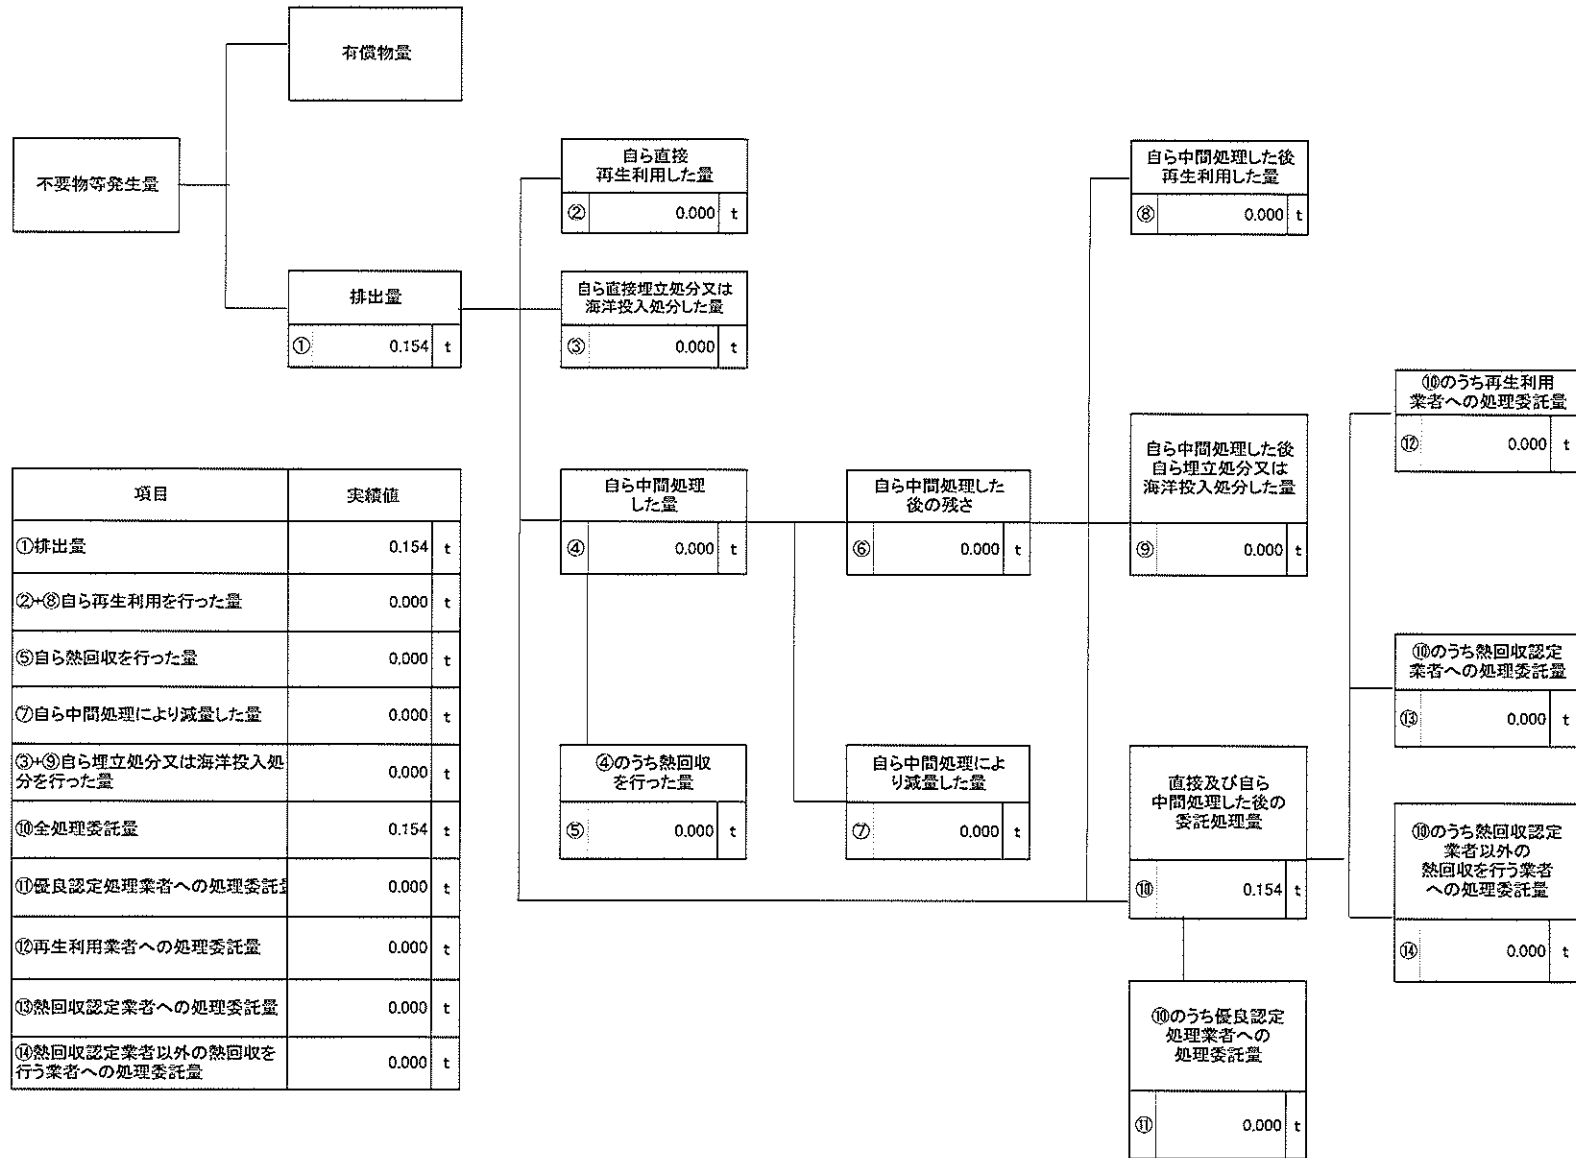 有償物量
不要物等発生量
排出量
① 0.154 t
自ら直接
再生利用した量
② 0.000 t
自ら直接埋立処分又は
海洋投入処分した量
③ 0.000 t
自ら中間処理
した量
④ 0.000 t
④のうち熱回収
を行った量
⑤ 0.000 t
自ら中間処理した
後の残さ
⑥ 0.000 t
自ら中間処理によ
り減量した量
⑦ 0.000 t
自ら中間処理した後
再生利用した量
⑧ 0.000 t
自ら中間処理した後
自ら埋立処分又は
海洋投入処分した量
⑨ 0.000 t
直接及び自ら
中間処理した後の
委託処理量
⑩ 0.154 t
⑩のうち優良認定
処理業者への
処理委託量
⑪ 0.000 t
⑩のうち再生利用
業者への処理委託量
⑫ 0.000 t
⑩のうち熱回収認定
業者への処理委託量
⑬ 0.000 t
⑩のうち熱回収認定
業者以外の
熱回収を行う業者
への処理委託量
⑭ 0.000 t
項目 実績値
①排出量 0.154 t
②+⑧自ら再生利用を行った量 0.000 t
⑤自ら熱回収を行った量 0.000 t
⑦自ら中間処理により減量した量 0.000 t
③+⑨自ら埋立処分又は海洋投入処
分を行った量 0.000 t
⑩全処理委託量 0.154 t
⑪優良認定処理業者への処理委託量 0.000 t
⑫再生利用業者への処理委託量 0.000 t
⑬熱回収認定業者への処理委託量 0.000 t
⑭熱回収認定業者以外の熱回収を
行う業者への処理委託量 0.000 t